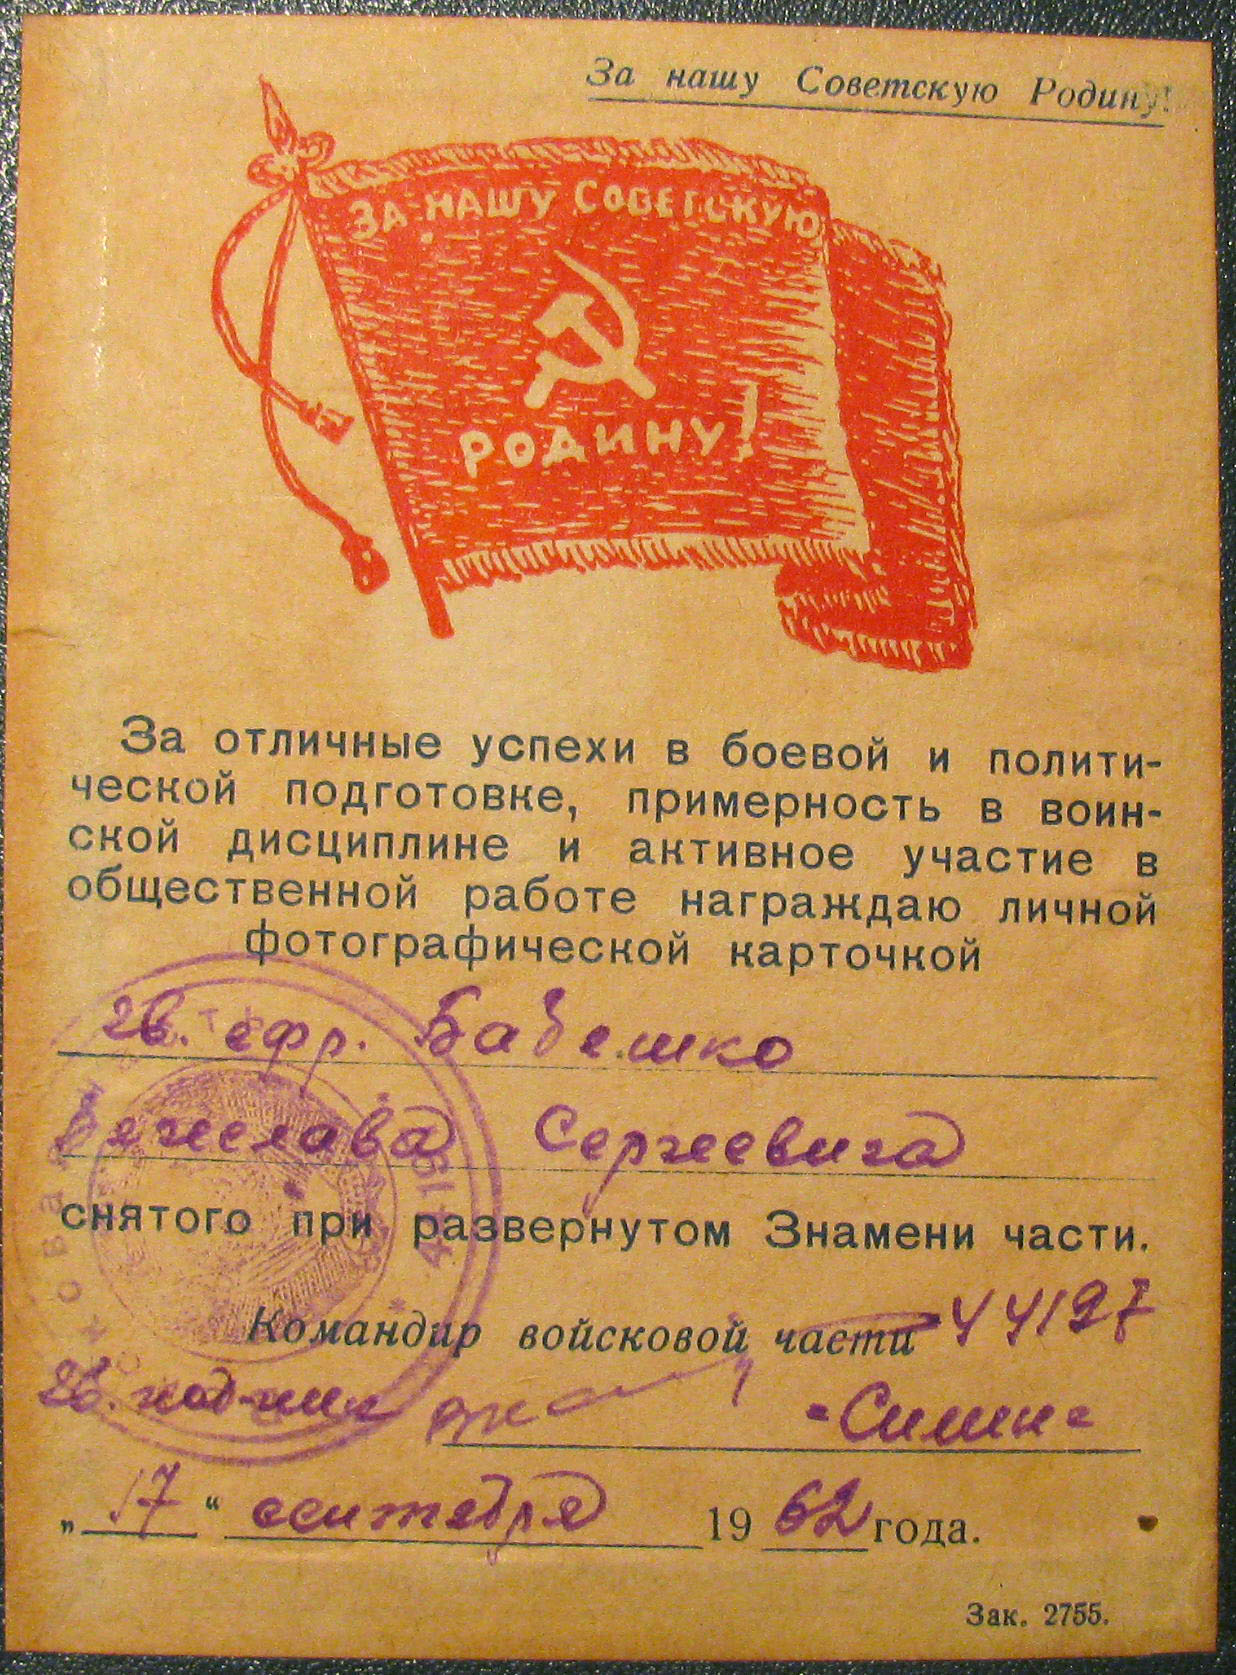 За нашу Советскую Родину!
ЗА НАШУ СОВЕТСКУЮ
РОДИНУ!
За отличные успехи в боевой и полити-
ческой подготовке, примерность в воин-
ской дисциплине и активное участие в
общественной работе награждаю личной
фотографической карточкой
гв. ефр. Бабешко
Вячеслава Сергеевича
снятого при развернутом Знамени части.
Командир войсковой части 44197
гв. под-ник
"17" сентября 1962 года.
Зак. 2755.